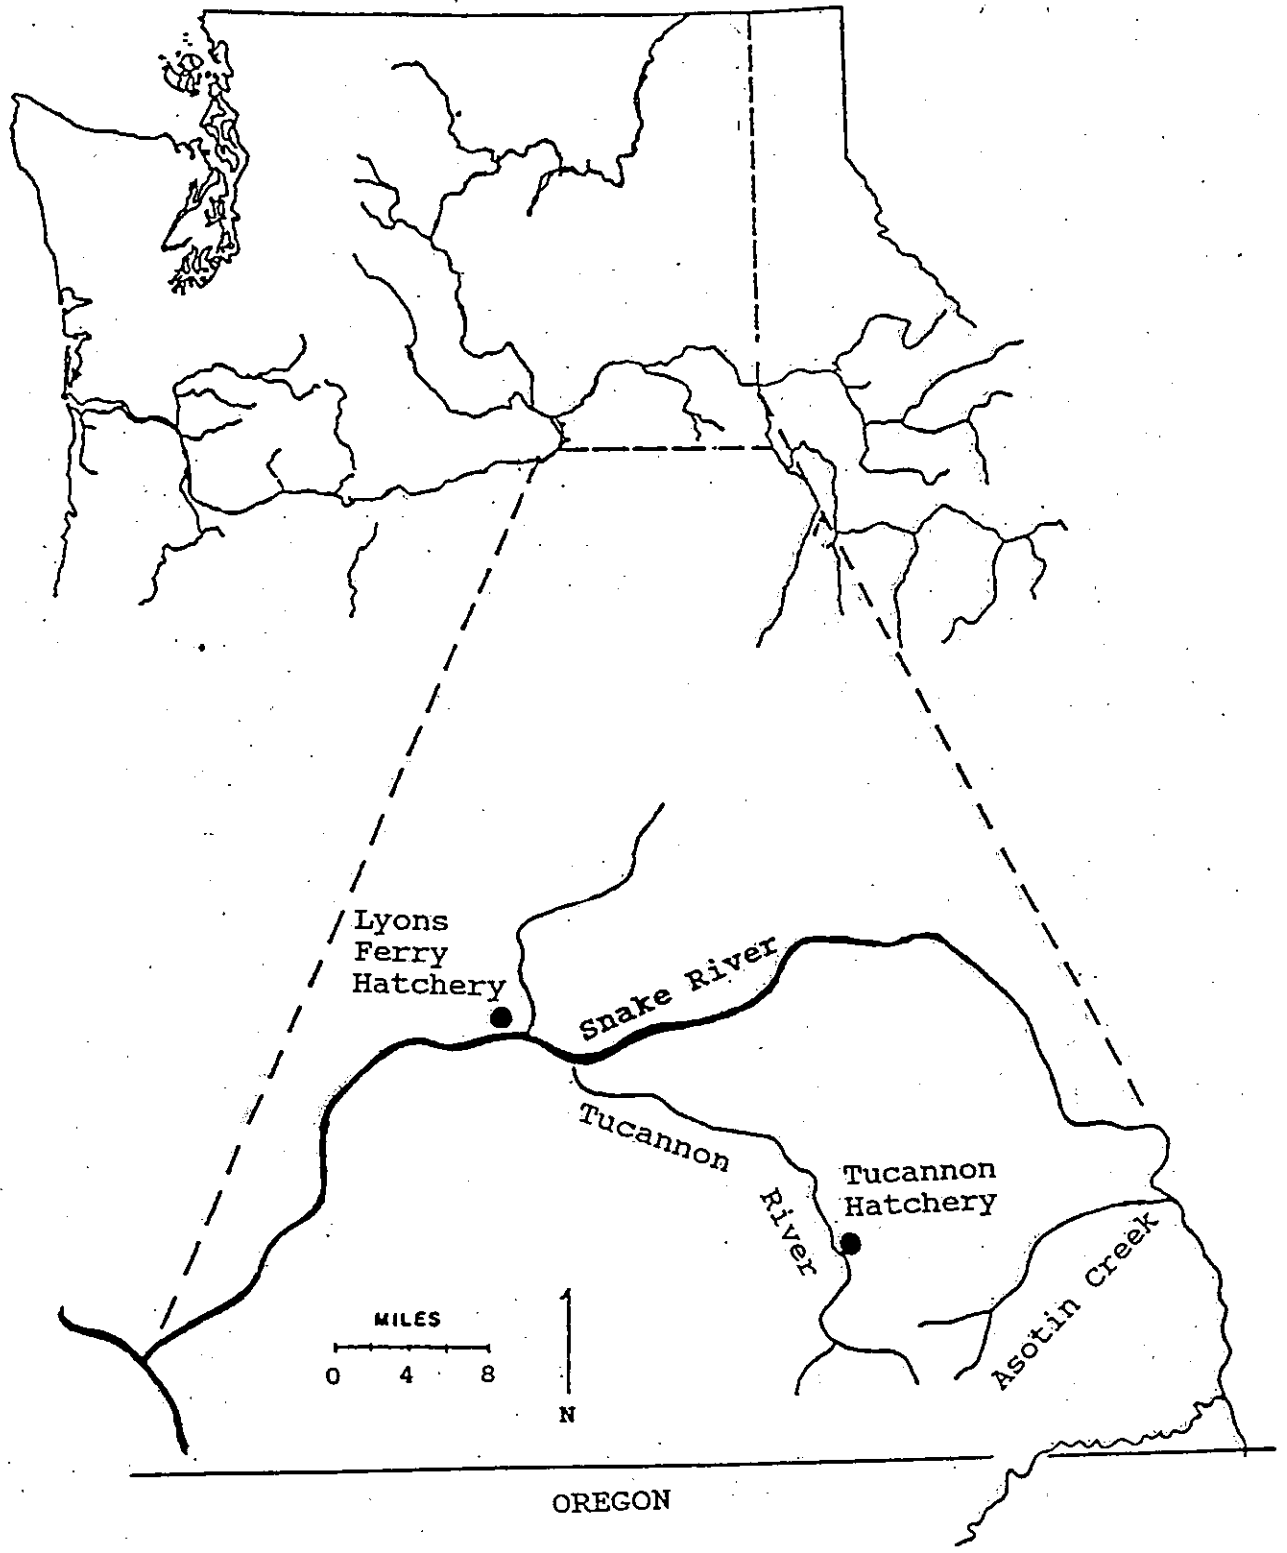 Lyons
Ferry
Hatchery
Snake River
Tucannon
River
Tucannon
Hatchery
Asotin Creek
MILES
0 4 8
N
OREGON